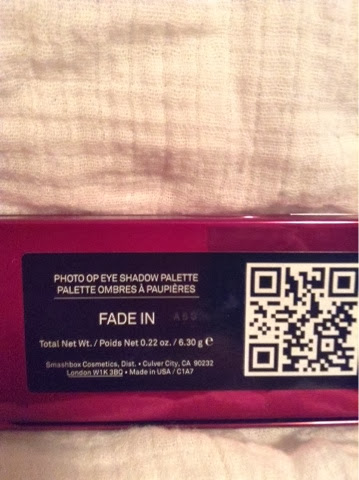 PHOTO OP EYE SHADOW PALETTE
PALETTE OMBRES À PAUPIÈRES
FADE IN
Total Net Wt. / Poids Net 0.22 oz. / 6.30 g ℮
Smashbox Cosmetics, Dist. • Culver City, CA 90232
London W1K 3BQ • Made in USA / C1A7